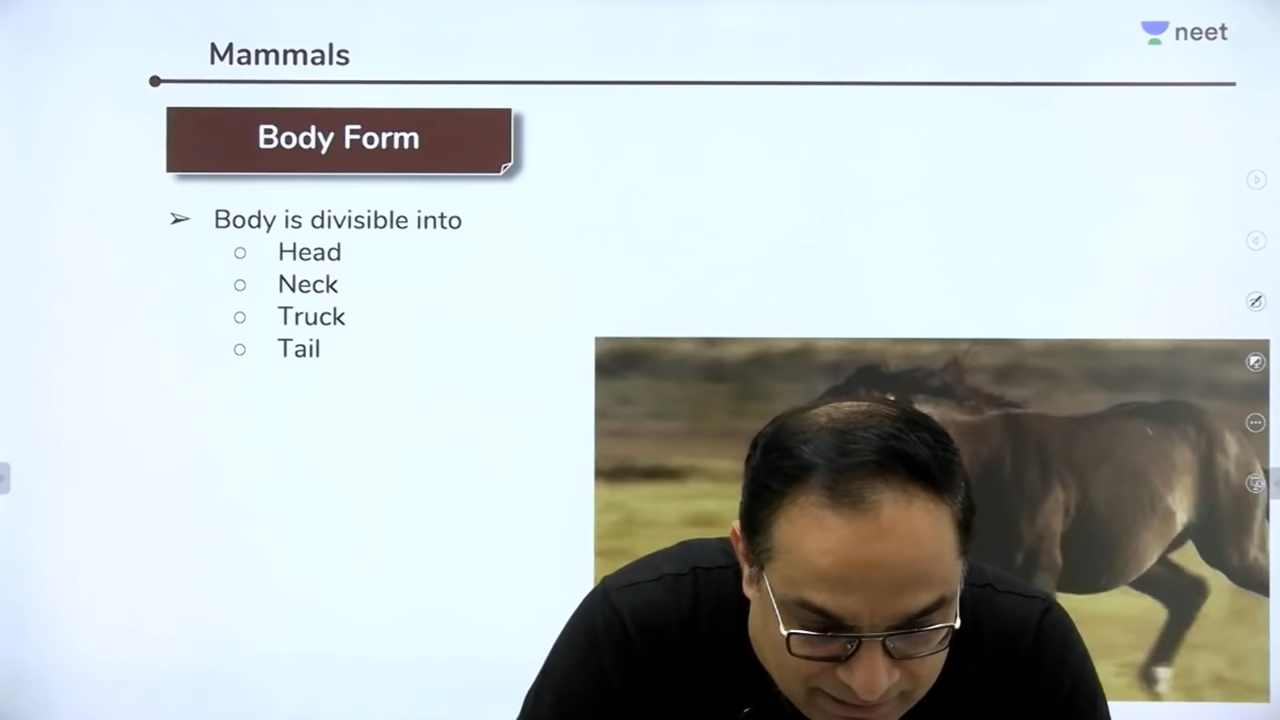 Mammals
neet
Body Form
➢ Body is divisible into
○ Head
○ Neck
○ Truck
○ Tail